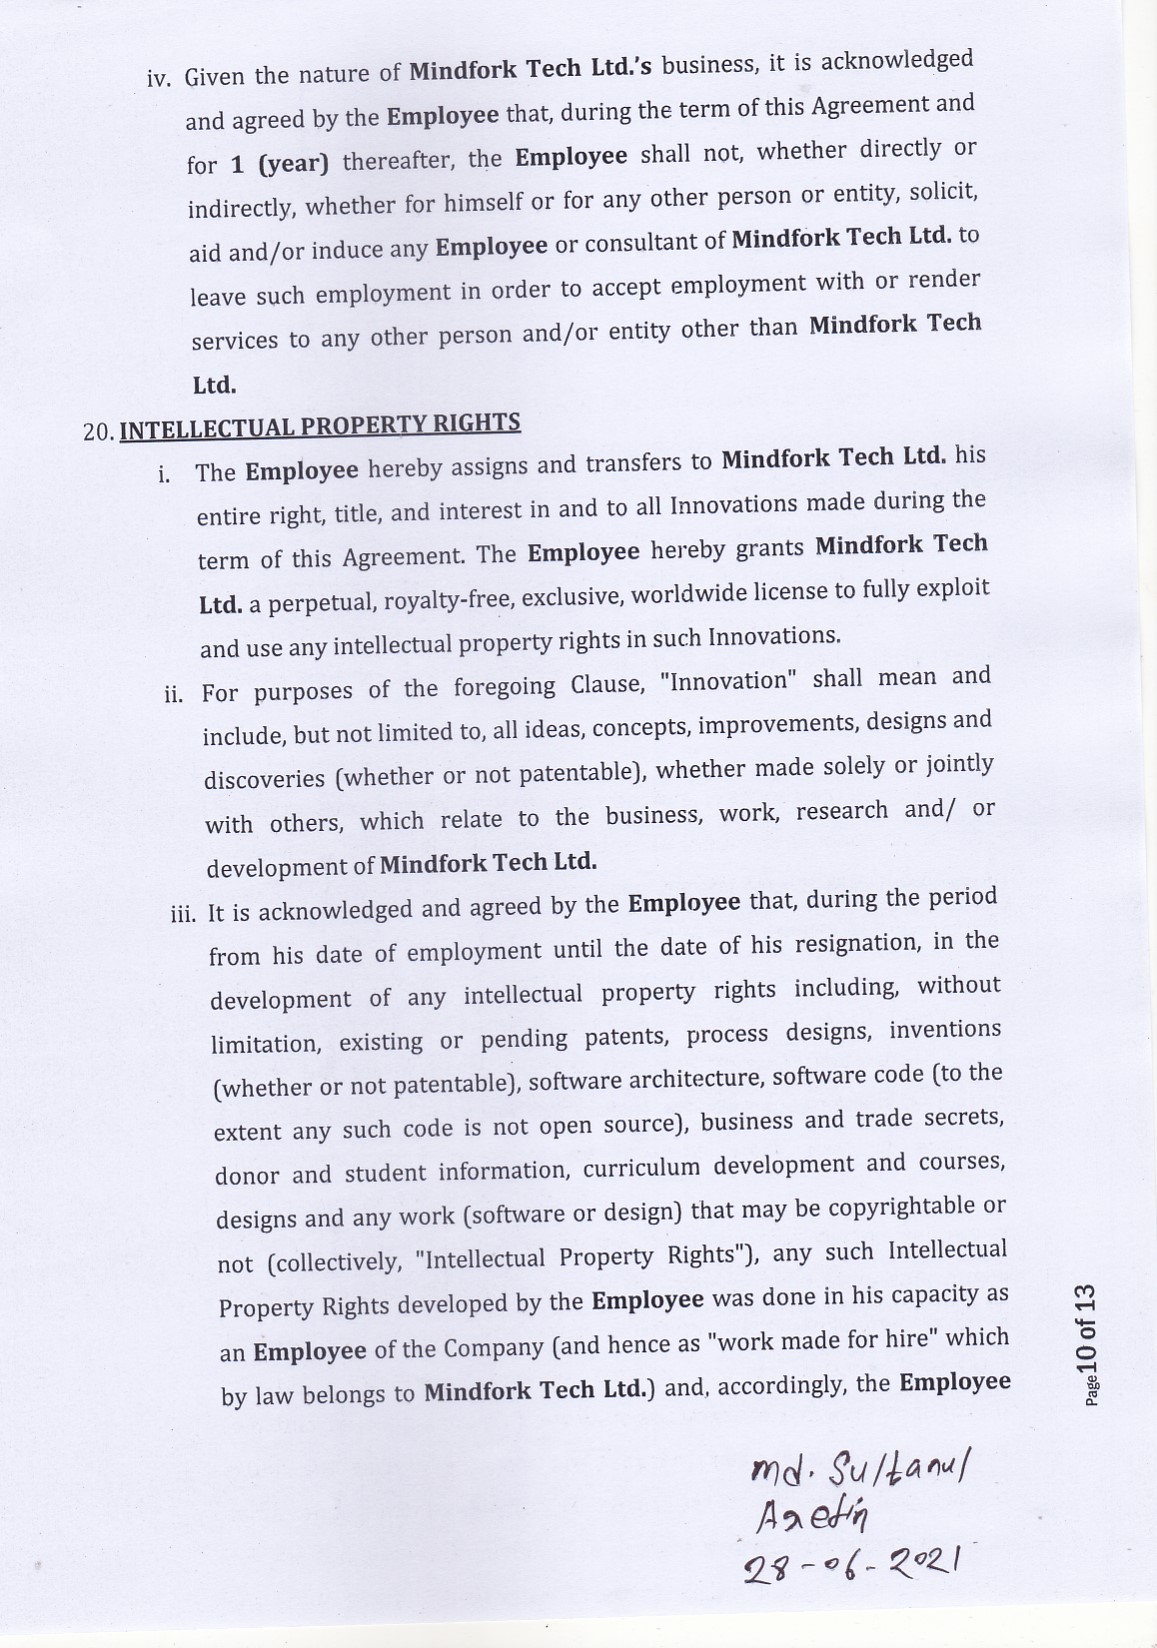 iv. Given the nature of Mindfork Tech Ltd.'s business, it is acknowledged
and agreed by the Employee that, during the term of this Agreement and
for 1 (year) thereafter, the Employee shall not, whether directly or
indirectly, whether for himself or for any other person or entity, solicit,
aid and/or induce any Employee or consultant of Mindfork Tech Ltd. to
leave such employment in order to accept employment with or render
services to any other person and/or entity other than Mindfork Tech
Ltd.
20. INTELLECTUAL PROPERTY RIGHTS
i. The Employee hereby assigns and transfers to Mindfork Tech Ltd. his
entire right, title, and interest in and to all Innovations made during the
term of this Agreement. The Employee hereby grants Mindfork Tech
Ltd. a perpetual, royalty-free, exclusive, worldwide license to fully exploit
and use any intellectual property rights in such Innovations.
ii. For purposes of the foregoing Clause, "Innovation" shall mean and
include, but not limited to, all ideas, concepts, improvements, designs and
discoveries (whether or not patentable), whether made solely or jointly
with others, which relate to the business, work, research and/ or
development of Mindfork Tech Ltd.
iii. It is acknowledged and agreed by the Employee that, during the period
from his date of employment until the date of his resignation, in the
development of any intellectual property rights including, without
limitation, existing or pending patents, process designs, inventions
(whether or not patentable), software architecture, software code (to the
extent any such code is not open source), business and trade secrets,
donor and student information, curriculum development and courses,
designs and any work (software or design) that may be copyrightable or
not (collectively, "Intellectual Property Rights"), any such Intellectual
Property Rights developed by the Employee was done in his capacity as
an Employee of the Company (and hence as "work made for hire" which
by law belongs to Mindfork Tech Ltd.) and, accordingly, the Employee
Page 10 of 13
Md. Sultanul
28-06-2021